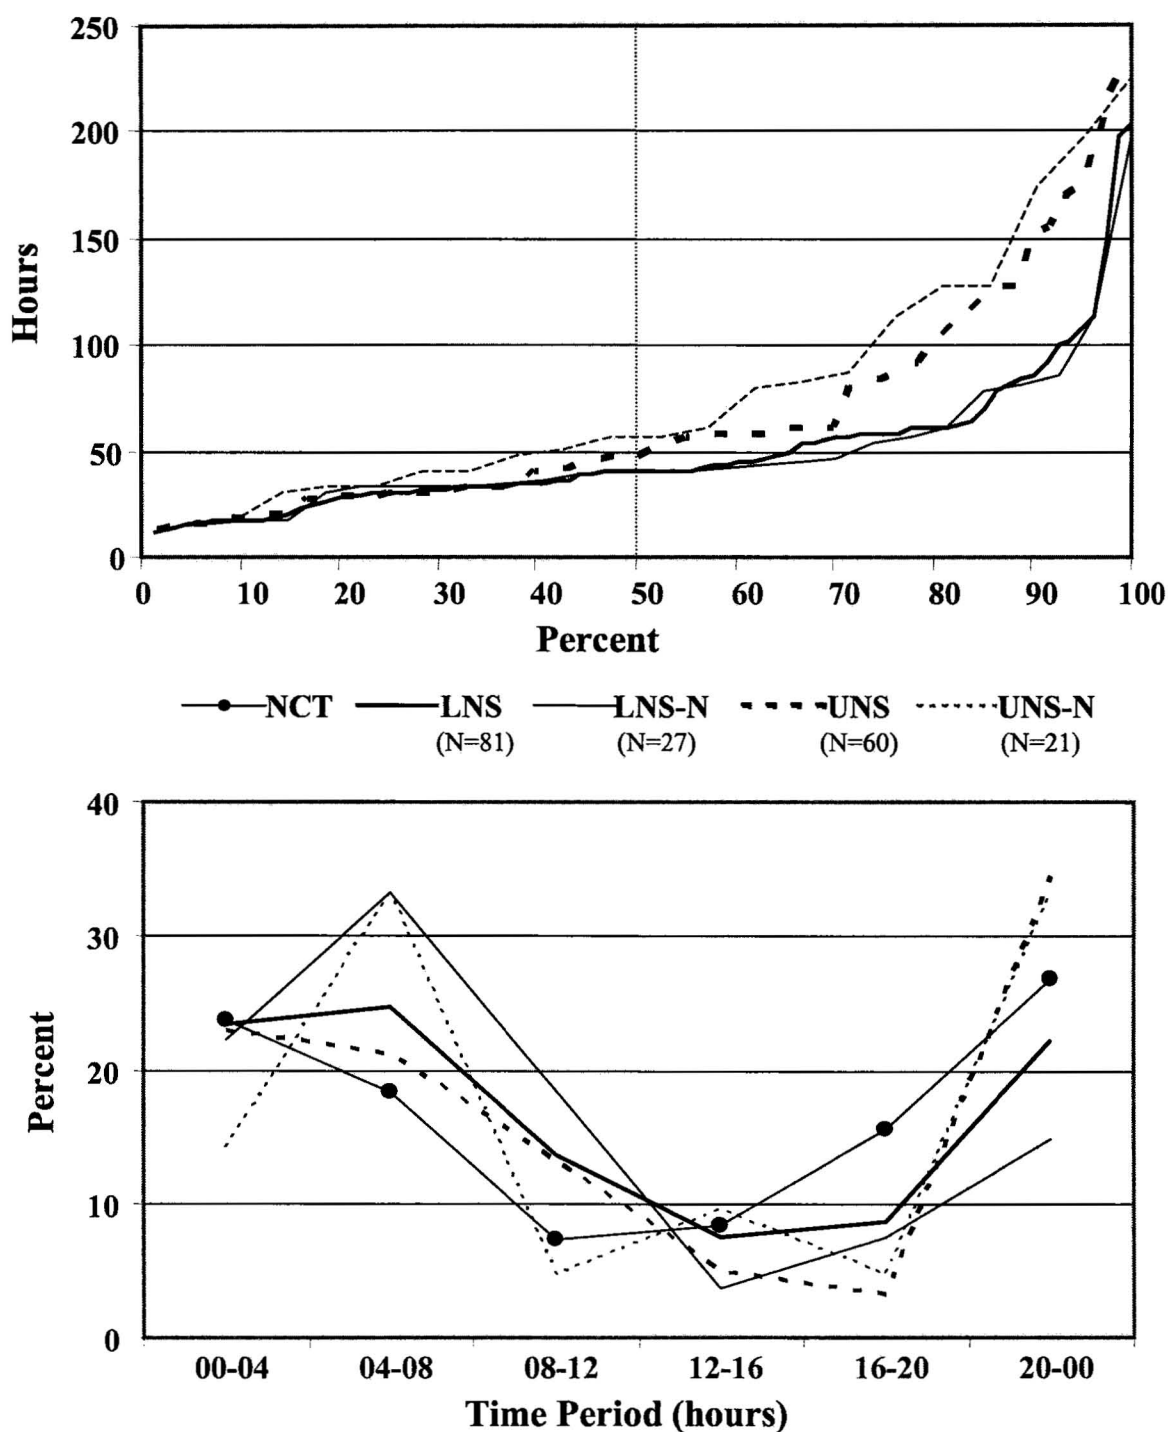 250
200
150
100
50
0
Hours
0 10 20 30 40 50 60 70 80 90 100
Percent
NCT LNS LNS-N UNS UNS-N
(N=81) (N=27) (N=60) (N=21)
40
30
20
10
0
Percent
00-04 04-08 08-12 12-16 16-20 20-00
Time Period (hours)